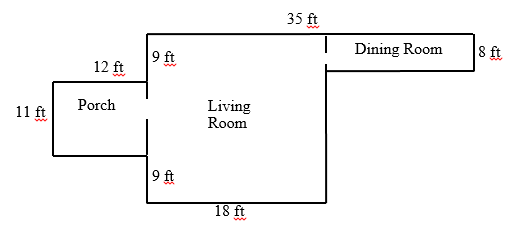 35 ft
9 ft
Dining Room
8 ft
12 ft
11 ft
Porch
Living
Room
9 ft
18 ft